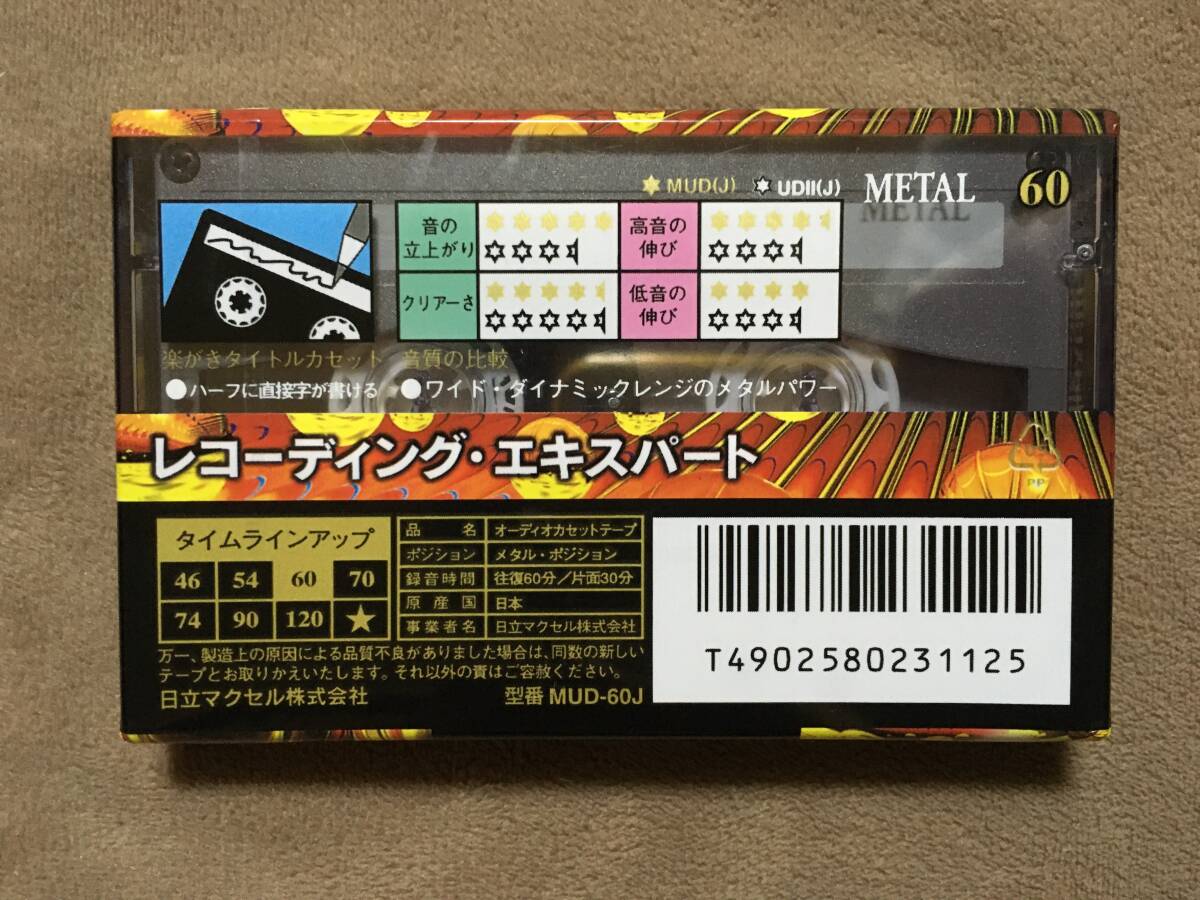 MUD(J) UDII(J) METAL 60
METAL
音の
立上がり
高音の
伸び
クリアーさ
低音の
伸び
楽がきタイトルカセット 音質の比較
●ハーフに直接字が書ける ●ワイド・ダイナミックレンジのメタルパワー
レコーディング・エキスパート
PP
タイムラインアップ
46 54 60 70
74 90 120 ★
品名 オーディオカセットテープ
ポジション メタル・ポジション
録音時間 往復60分/片面30分
原産国 日本
事業者名 日立マクセル株式会社
万一、製造上の原因による品質不良がありました場合は、同数の新しい
テープとお取りかえいたします。それ以外の責はご容赦ください。
日立マクセル株式会社 型番 MUD-60J
T4902580231125